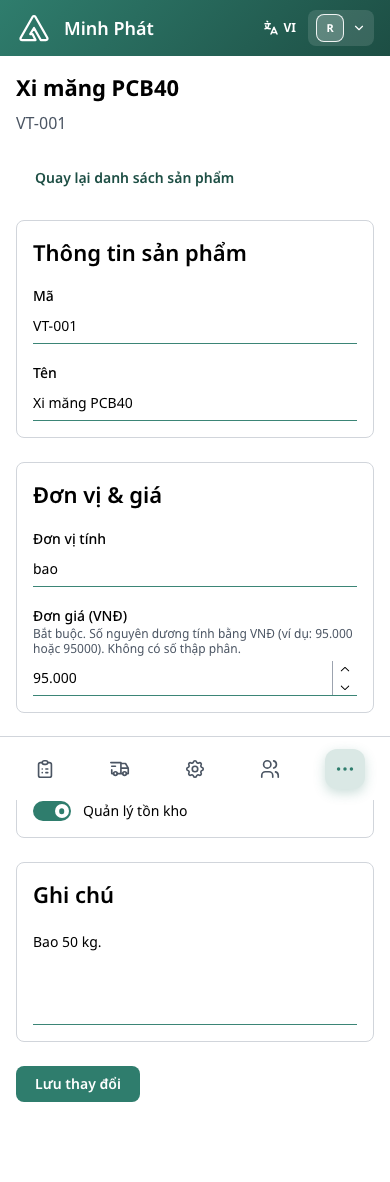 Minh Phát
VI
R
Xi măng PCB40
VT-001
Quay lại danh sách sản phẩm
Thông tin sản phẩm
Mã
VT-001
Tên
Xi măng PCB40
Đơn vị & giá
Đơn vị tính
bao
Đơn giá (VNĐ)
Bắt buộc. Số nguyên dương tính bằng VNĐ (ví dụ: 95.000
hoặc 95000). Không có số thập phân.
95.000
Quản lý tồn kho
Ghi chú
Bao 50 kg.
Lưu thay đổi